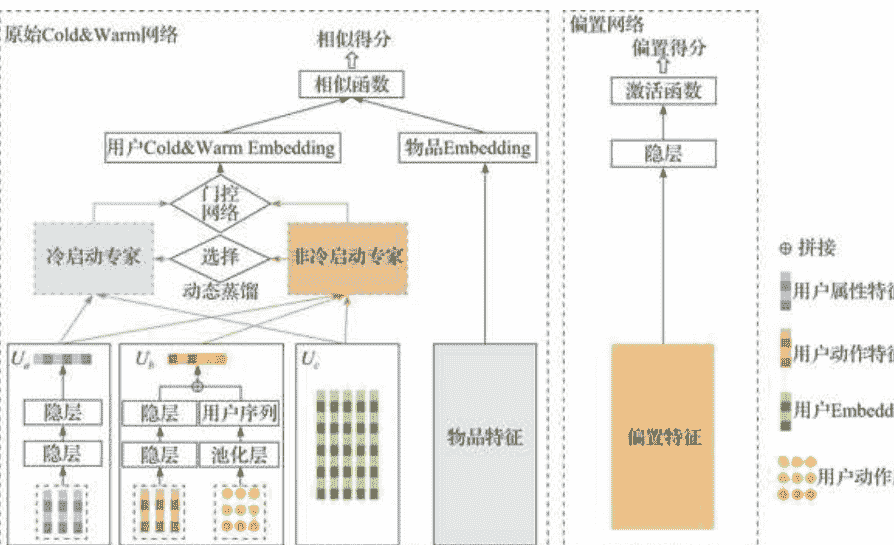 原始Cold&Warm网络
相似得分
相似函数
用户Cold&Warm Embedding
物品Embedding
门控
网络
冷启动专家
选择
非冷启动专家
动态蒸馏
Ua
Ub
Uc
隐层
隐层
用户序列
隐层
隐层
池化层
物品特征
偏置网络
偏置得分
激活函数
隐层
偏置特征
⊕ 拼接
用户属性特征
用户动作特征
用户Embedd
用户动作